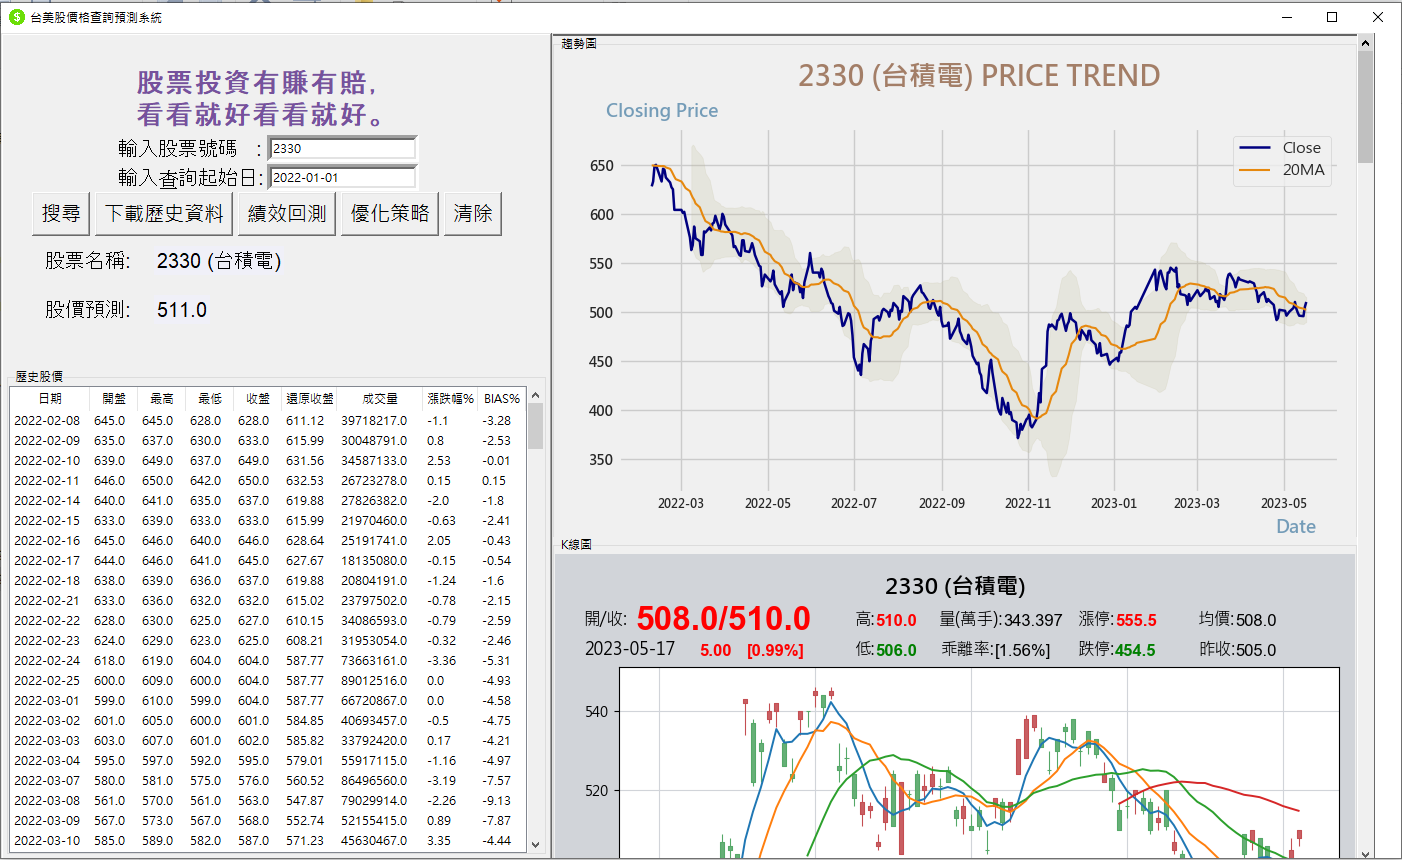 台美股價格查詢預測系統
股票投資有賺有賠,
看看就好看看就好。
輸入股票號碼 : 2330
輸入查詢起始日: 2022-01-01
搜尋 下載歷史資料 績效回測 優化策略 清除
股票名稱: 2330 (台積電)
股價預測: 511.0
歷史股價
日期 開盤 最高 最低 收盤 還原收盤 成交量 漲跌幅% BIAS%
2022-02-08 645.0 645.0 628.0 628.0 611.12 39718217.0 -1.1 -3.28
2022-02-09 635.0 637.0 630.0 633.0 615.99 30048791.0 0.8 -2.53
2022-02-10 639.0 649.0 637.0 649.0 631.56 34587133.0 2.53 -0.01
2022-02-11 646.0 650.0 642.0 650.0 632.53 26723278.0 0.15 0.15
2022-02-14 640.0 641.0 635.0 637.0 619.88 27826382.0 -2.0 -1.8
2022-02-15 633.0 639.0 633.0 633.0 615.99 21970460.0 -0.63 -2.41
2022-02-16 645.0 646.0 640.0 646.0 628.64 25191741.0 2.05 -0.43
2022-02-17 644.0 646.0 641.0 645.0 627.67 18135080.0 -0.15 -0.54
2022-02-18 638.0 639.0 636.0 637.0 619.88 20804191.0 -1.24 -1.6
2022-02-21 633.0 636.0 632.0 632.0 615.02 23797502.0 -0.78 -2.15
2022-02-22 628.0 630.0 625.0 627.0 610.15 34086593.0 -0.79 -2.59
2022-02-23 624.0 629.0 623.0 625.0 608.21 31953054.0 -0.32 -2.46
2022-02-24 618.0 619.0 604.0 604.0 587.77 73663161.0 -3.36 -5.31
2022-02-25 600.0 609.0 600.0 604.0 587.77 89012516.0 0.0 -4.93
2022-03-01 599.0 610.0 599.0 604.0 587.77 66720867.0 0.0 -4.58
2022-03-02 601.0 605.0 600.0 601.0 584.85 40693457.0 -0.5 -4.75
2022-03-03 603.0 607.0 601.0 602.0 585.82 33792420.0 0.17 -4.21
2022-03-04 595.0 597.0 592.0 595.0 579.01 55917115.0 -1.16 -4.97
2022-03-07 580.0 581.0 575.0 576.0 560.52 86496560.0 -3.19 -7.57
2022-03-08 561.0 570.0 561.0 563.0 547.87 79029914.0 -2.26 -9.13
2022-03-09 567.0 573.0 567.0 568.0 552.74 52155415.0 0.89 -7.87
2022-03-10 585.0 589.0 582.0 587.0 571.23 45630467.0 3.35 -4.44
趨勢圖
2330 (台積電) PRICE TREND
Closing Price
Close
20MA
650
600
550
500
450
400
350
2022-03 2022-05 2022-07 2022-09 2022-11 2023-01 2023-03 2023-05
Date
K線圖
2330 (台積電)
開/收: 508.0/510.0 高:510.0 量(萬手):343.397 漲停:555.5 均價:508.0
2023-05-17 5.00 [0.99%] 低:506.0 乖離率:[1.56%] 跌停:454.5 昨收:505.0
540
520